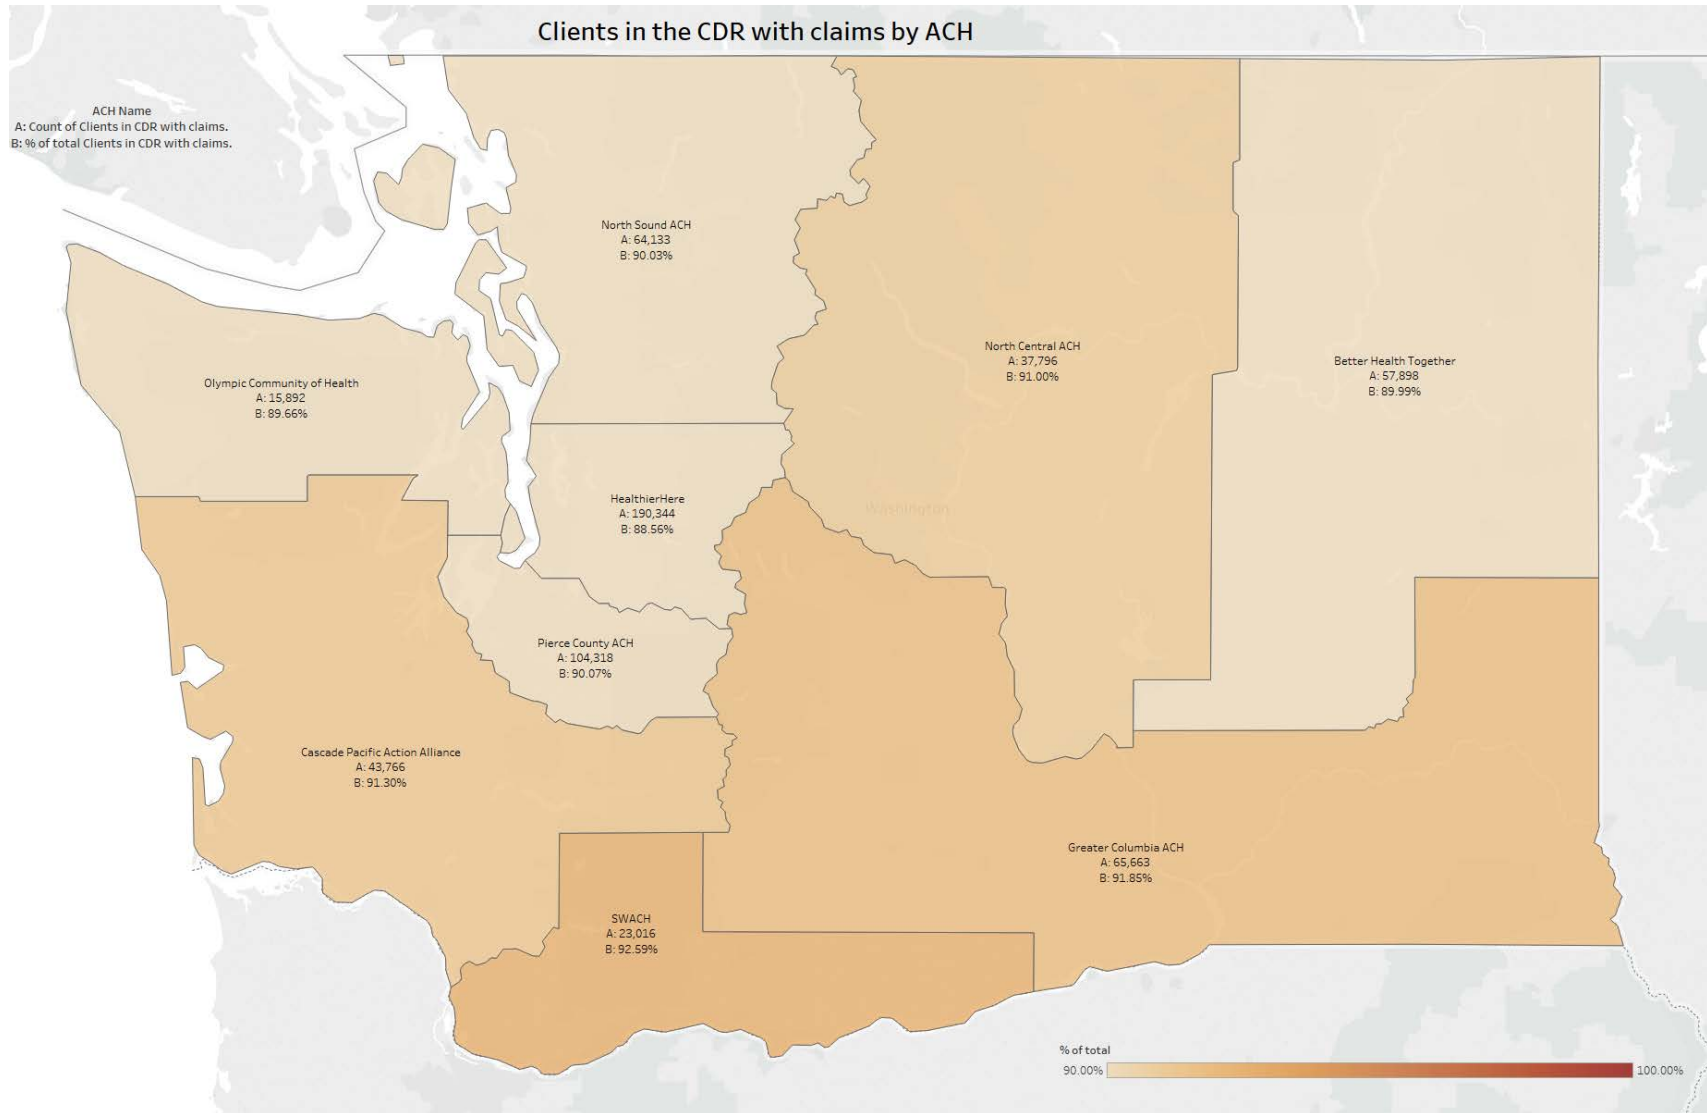 Clients in the CDR with claims by ACH
ACH Name
A: Count of Clients in CDR with claims.
B: % of total Clients in CDR with claims.
North Sound ACH
A: 64,133
B: 90.03%
North Central ACH
A: 37,796
B: 91.00%
Better Health Together
A: 57,898
B: 89.99%
Olympic Community of Health
A: 15,892
B: 89.66%
HealthierHere
A: 190,344
B: 88.56%
Washington
Pierce County ACH
A: 104,318
B: 90.07%
Cascade Pacific Action Alliance
A: 43,766
B: 91.30%
Greater Columbia ACH
A: 65,663
B: 91.85%
SWACH
A: 23,016
B: 92.59%
% of total
90.00% 100.00%